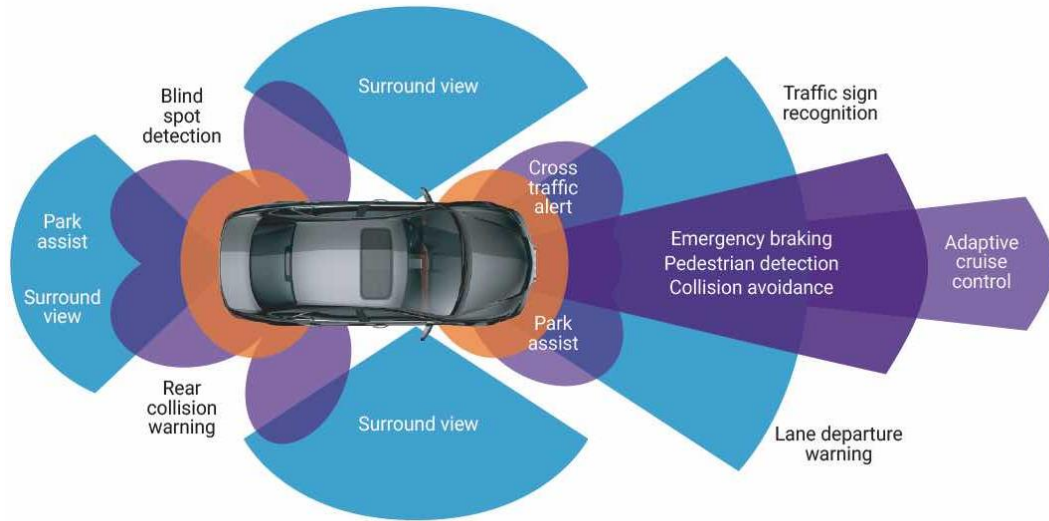 Surround view
Blind
spot
detection
Traffic sign
recognition
Cross
traffic
alert
Park
assist
Surround
view
Emergency braking
Pedestrian detection
Collision avoidance
Adaptive
cruise
control
Park
assist
Rear
collision
warning
Surround view
Lane departure
warning